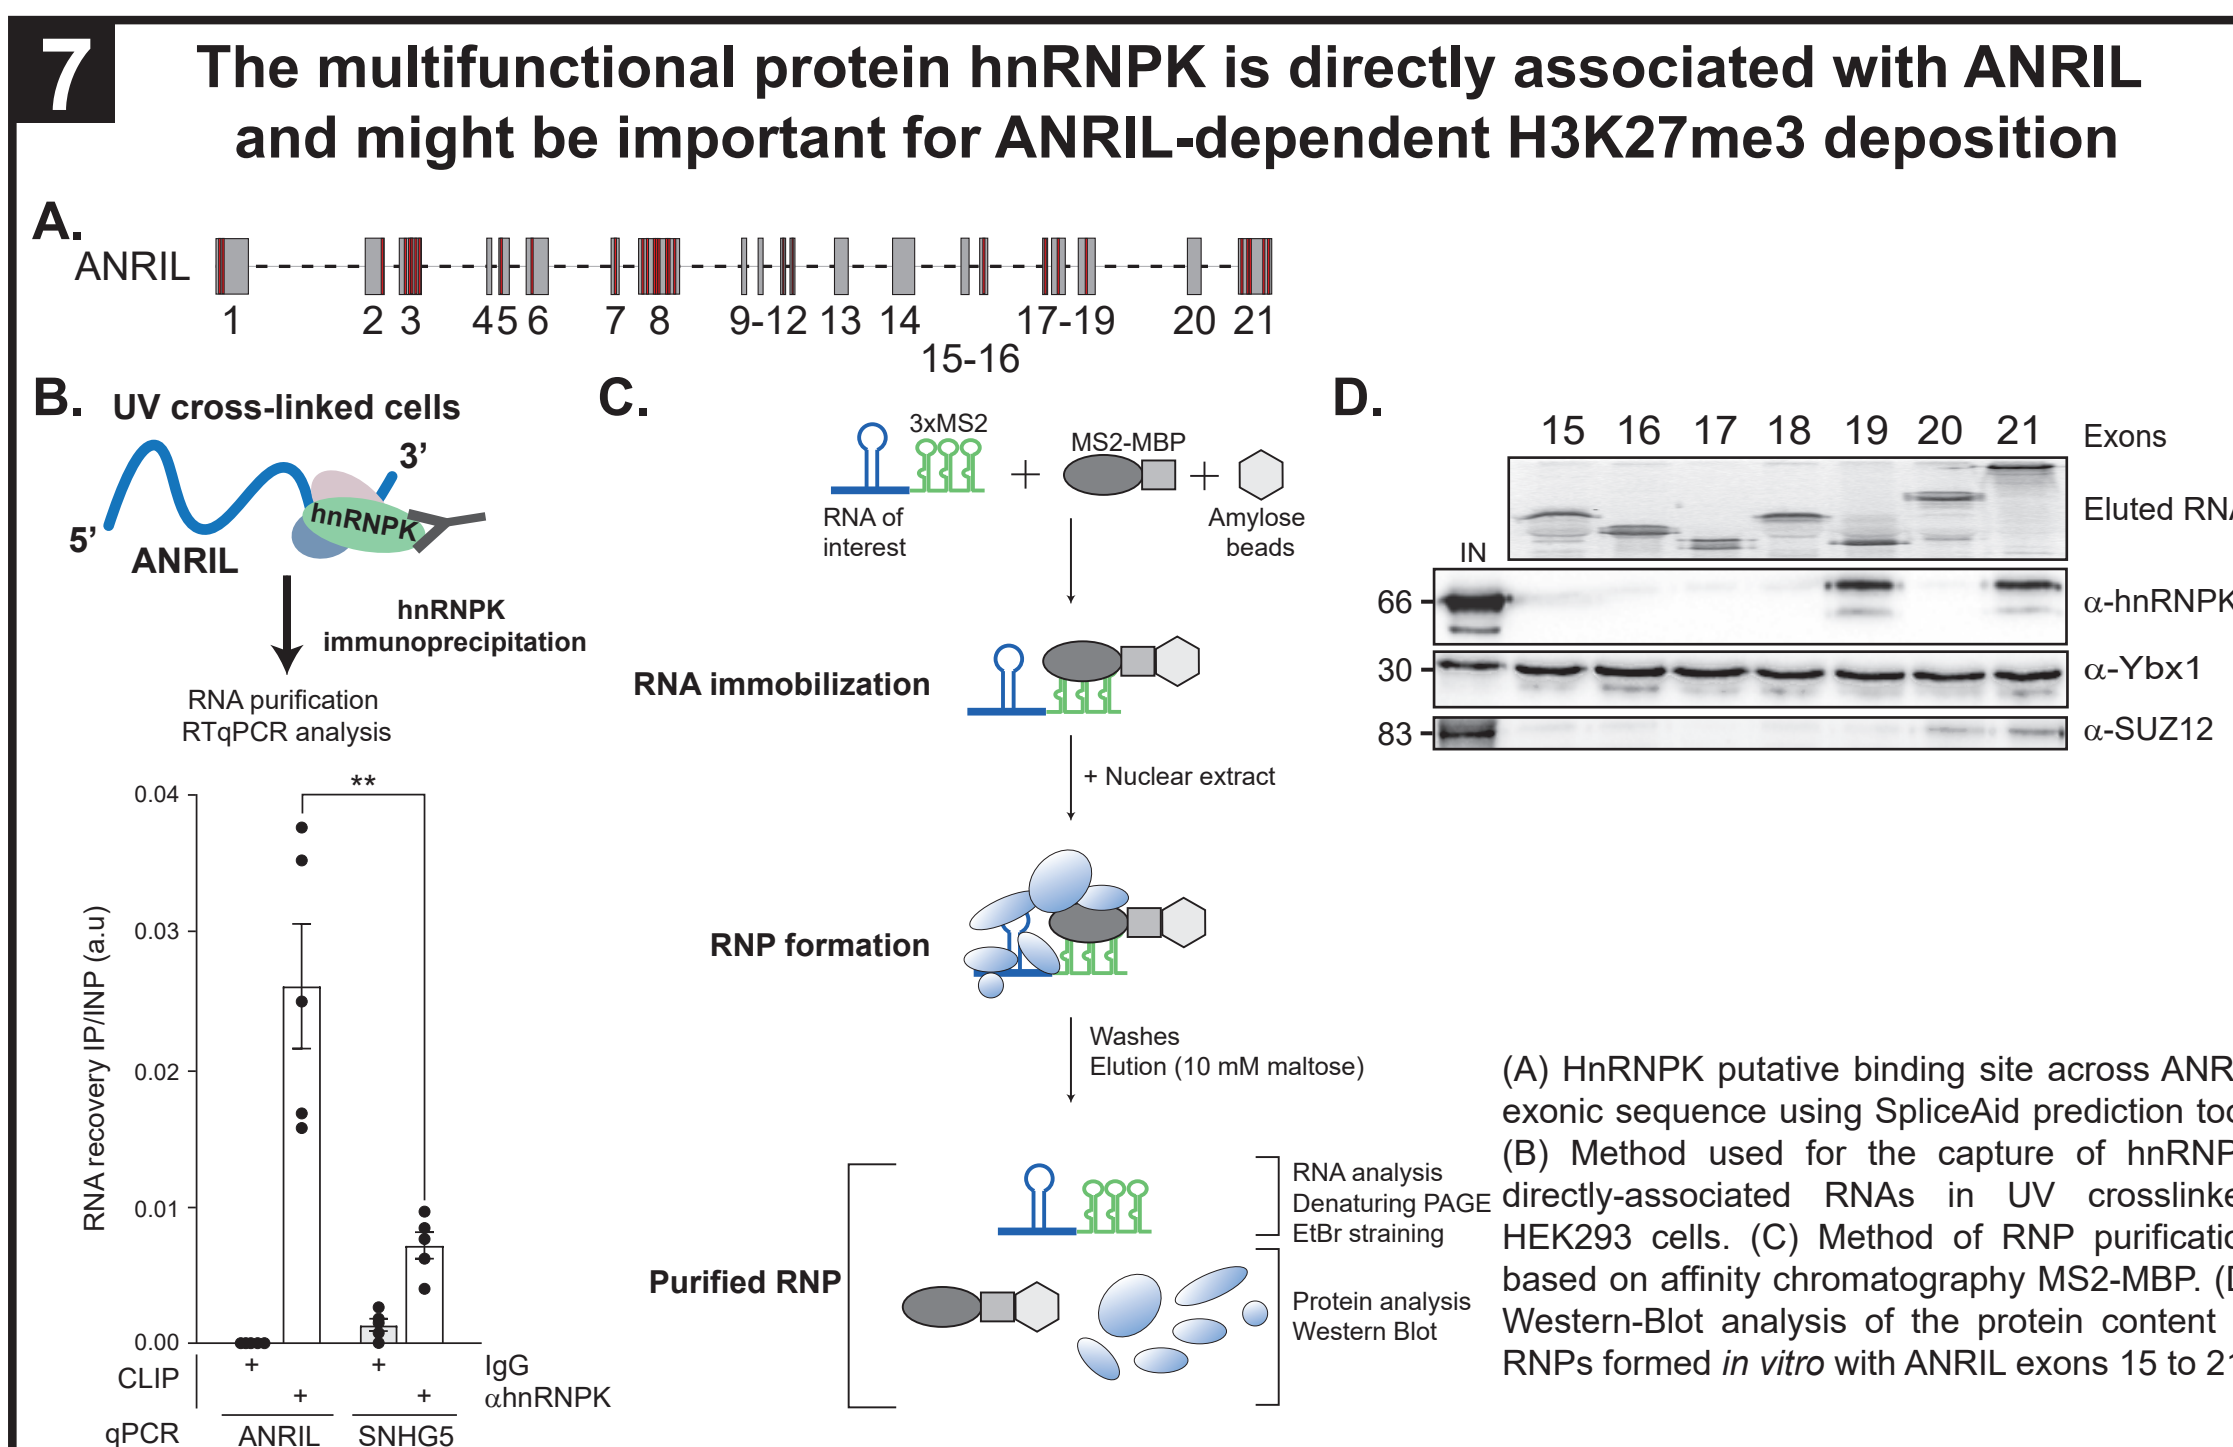 7
The multifunctional protein hnRNPK is directly associated with ANRIL
and might be important for ANRIL-dependent H3K27me3 deposition
A.
ANRIL
1 2 3 4 5 6 7 8 9-12 13 14 17-19 20 21
15-16
B.
UV cross-linked cells
3’
hnRNPK
5’
ANRIL
hnRNPK
immunoprecipitation
RNA purification
RTqPCR analysis
**
0.04
0.03
0.02
0.01
0.00
RNA recovery IP/INP (a.u)
CLIP
+ + IgG
+ + αhnRNPK
qPCR ANRIL SNHG5
C.
3xMS2
MS2-MBP
+ +
RNA of
interest
Amylose
beads
RNA immobilization
+ Nuclear extract
RNP formation
Washes
Elution (10 mM maltose)
Purified RNP
RNA analysis
Denaturing PAGE
EtBr straining
Protein analysis
Western Blot
D.
15 16 17 18 19 20 21 Exons
Eluted RNA
IN
66 α-hnRNPK
30 α-Ybx1
83 α-SUZ12
(A) HnRNPK putative binding site across ANR
exonic sequence using SpliceAid prediction too
(B) Method used for the capture of hnRNP
directly-associated RNAs in UV crosslinke
HEK293 cells. (C) Method of RNP purificatio
based on affinity chromatography MS2-MBP. (D
Western-Blot analysis of the protein content
RNPs formed in vitro with ANRIL exons 15 to 21